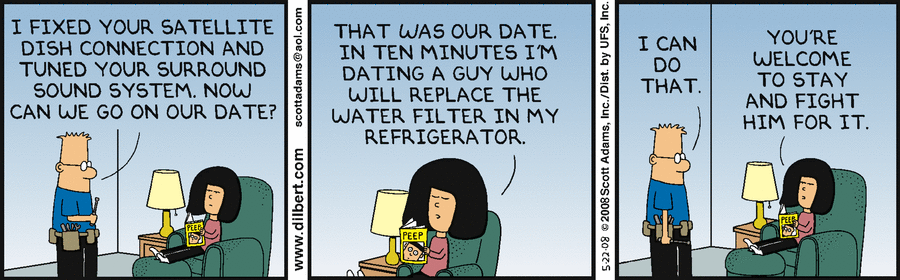 I FIXED YOUR SATELLITE
DISH CONNECTION AND
TUNED YOUR SURROUND
SOUND SYSTEM. NOW
CAN WE GO ON OUR DATE?
www.dilbert.com scottadams@aol.com
THAT WAS OUR DATE.
IN TEN MINUTES I'M
DATING A GUY WHO
WILL REPLACE THE
WATER FILTER IN MY
REFRIGERATOR.
PEEP
5-22-08 © 2008 Scott Adams, Inc./Dist. by UFS, Inc.
I CAN
DO
THAT.
YOU'RE
WELCOME
TO STAY
AND FIGHT
HIM FOR IT.
PEEP